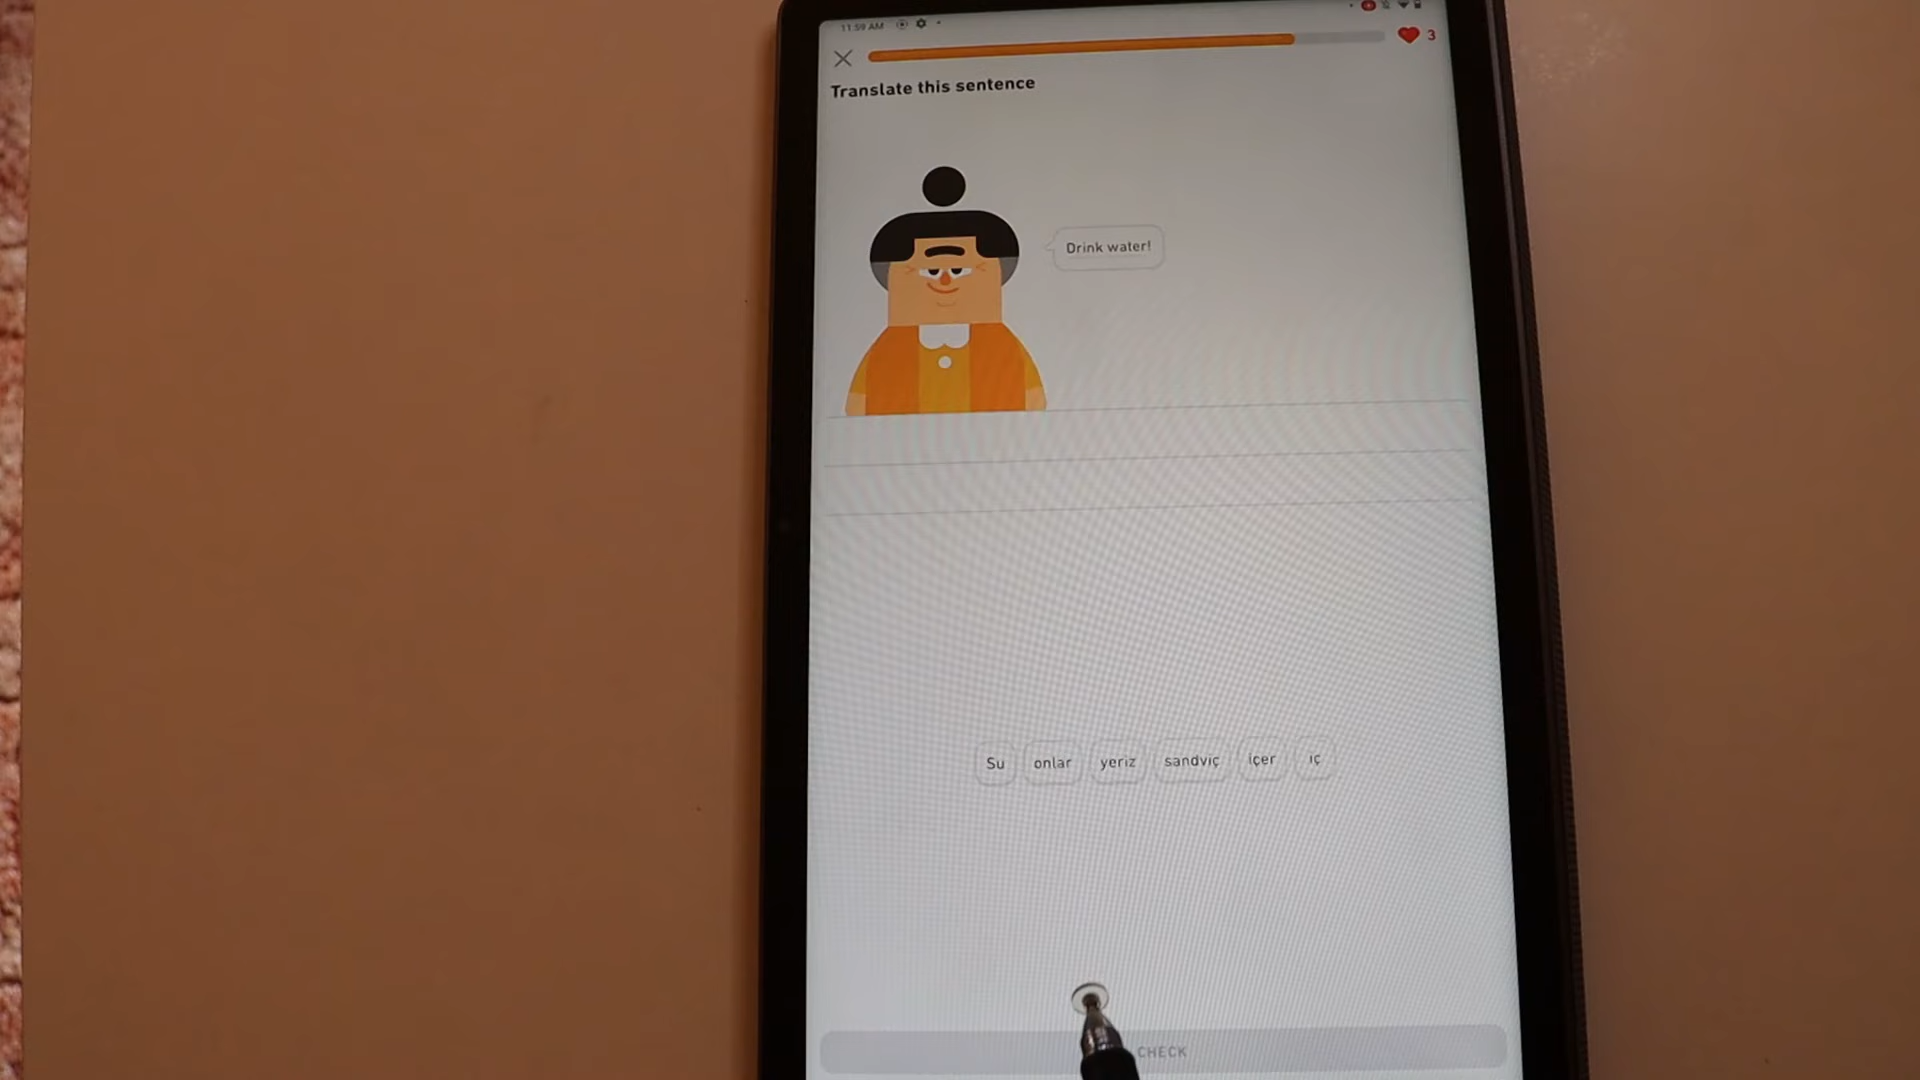 11:59 AM
3
Translate this sentence
Drink water!
Su onlar yeriz sandviç içer iç
CHECK